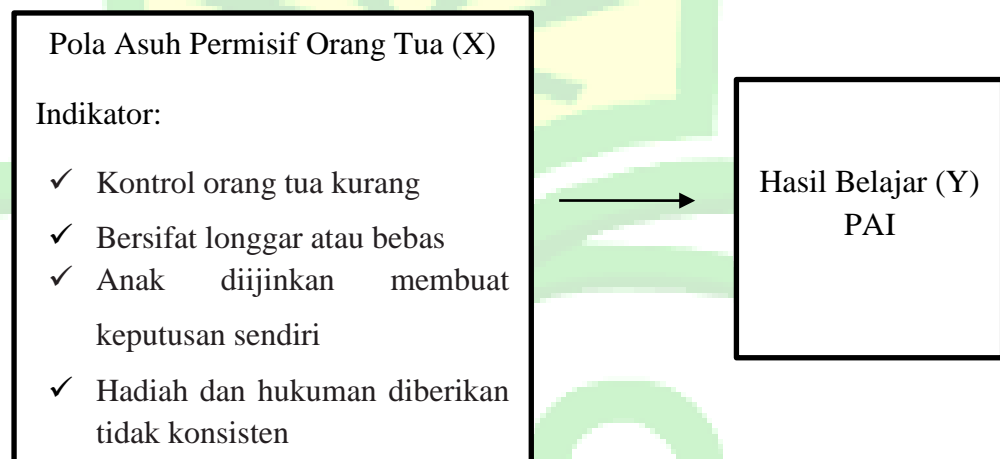 Pola Asuh Permisif Orang Tua (X)
Indikator:
✓ Kontrol orang tua kurang
✓ Bersifat longgar atau bebas
✓ Anak diijinkan membuat
keputusan sendiri
✓ Hadiah dan hukuman diberikan
tidak konsisten
Hasil Belajar (Y)
PAI